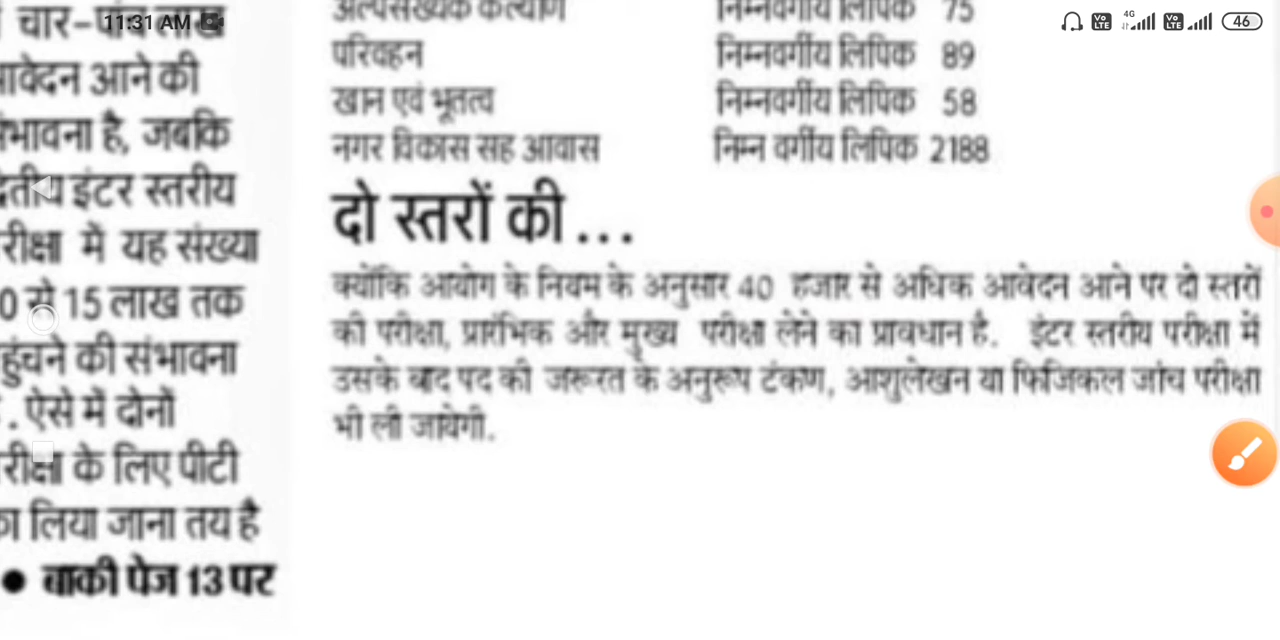 11:31 AM
46
चार-पांच लाख
आवेदन आने की
संभावना है, जबकि
द्वितीय इंटर स्तरीय
परीक्षा में यह संख्या
0 से 15 लाख तक
पहुंचने की संभावना
. ऐसे में दोनों
परीक्षा के लिए पीटी
का लिया जाना तय है
● बाकी पेज 13 पर
अल्पसंख्यक कल्याण निम्नवर्गीय लिपिक 75
परिवहन निम्नवर्गीय लिपिक 89
खान एवं भूतत्व निम्नवर्गीय लिपिक 58
नगर विकास सह आवास निम्न वर्गीय लिपिक 2188
दो स्तरों की...
क्योंकि आयोग के नियम के अनुसार 40 हजार से अधिक आवेदन आने पर दो स्तरों
की परीक्षा, प्रारंभिक और मुख्य परीक्षा लेने का प्रावधान है. इंटर स्तरीय परीक्षा में
उसके बाद पद की जरूरत के अनुरूप टंकण, आशुलेखन या फिजिकल जांच परीक्षा
भी ली जायेगी.